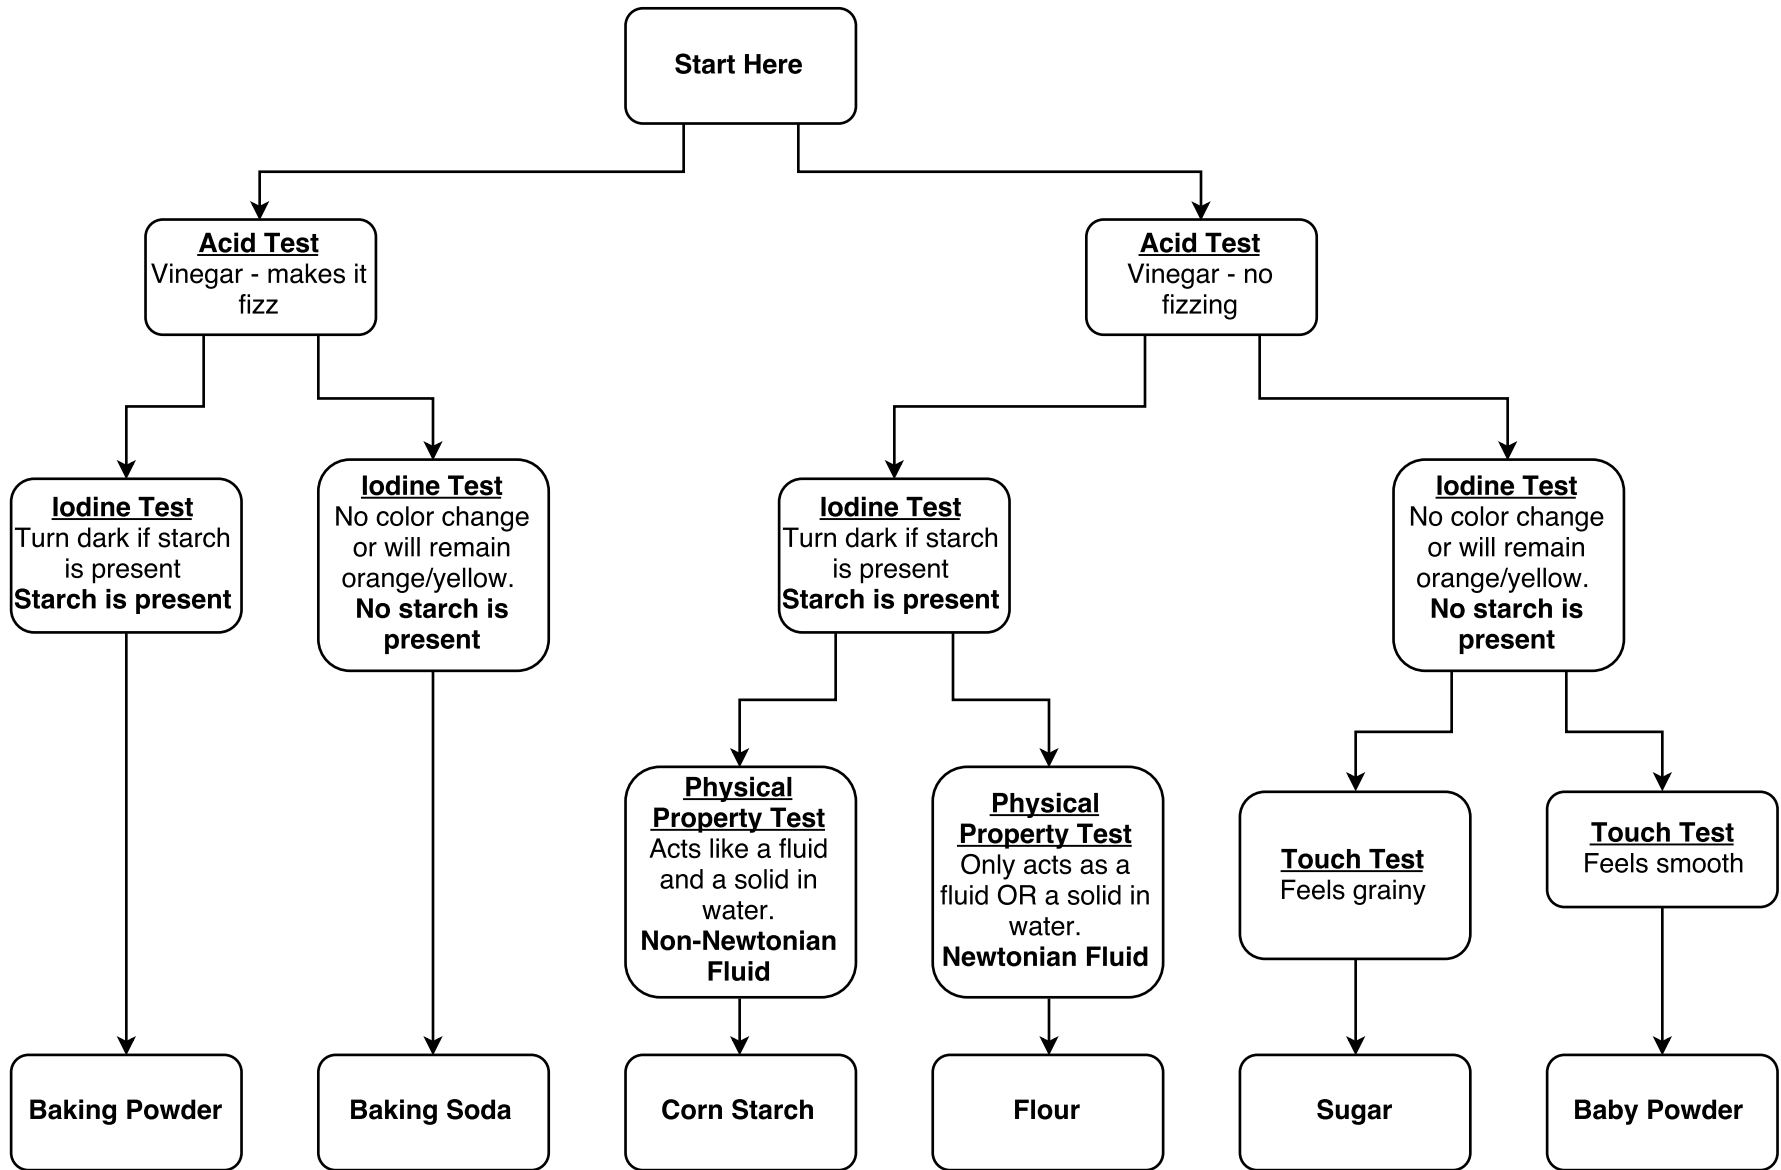 Start Here
Acid Test
Vinegar - makes it
fizz
Acid Test
Vinegar - no
fizzing
Iodine Test
Turn dark if starch
is present
Starch is present
Iodine Test
No color change
or will remain
orange/yellow.
No starch is
present
Iodine Test
Turn dark if starch
is present
Starch is present
Iodine Test
No color change
or will remain
orange/yellow.
No starch is
present
Physical
Property Test
Acts like a fluid
and a solid in
water.
Non-Newtonian
Fluid
Physical
Property Test
Only acts as a
fluid OR a solid in
water.
Newtonian Fluid
Touch Test
Feels grainy
Touch Test
Feels smooth
Baking Powder
Baking Soda
Corn Starch
Flour
Sugar
Baby Powder